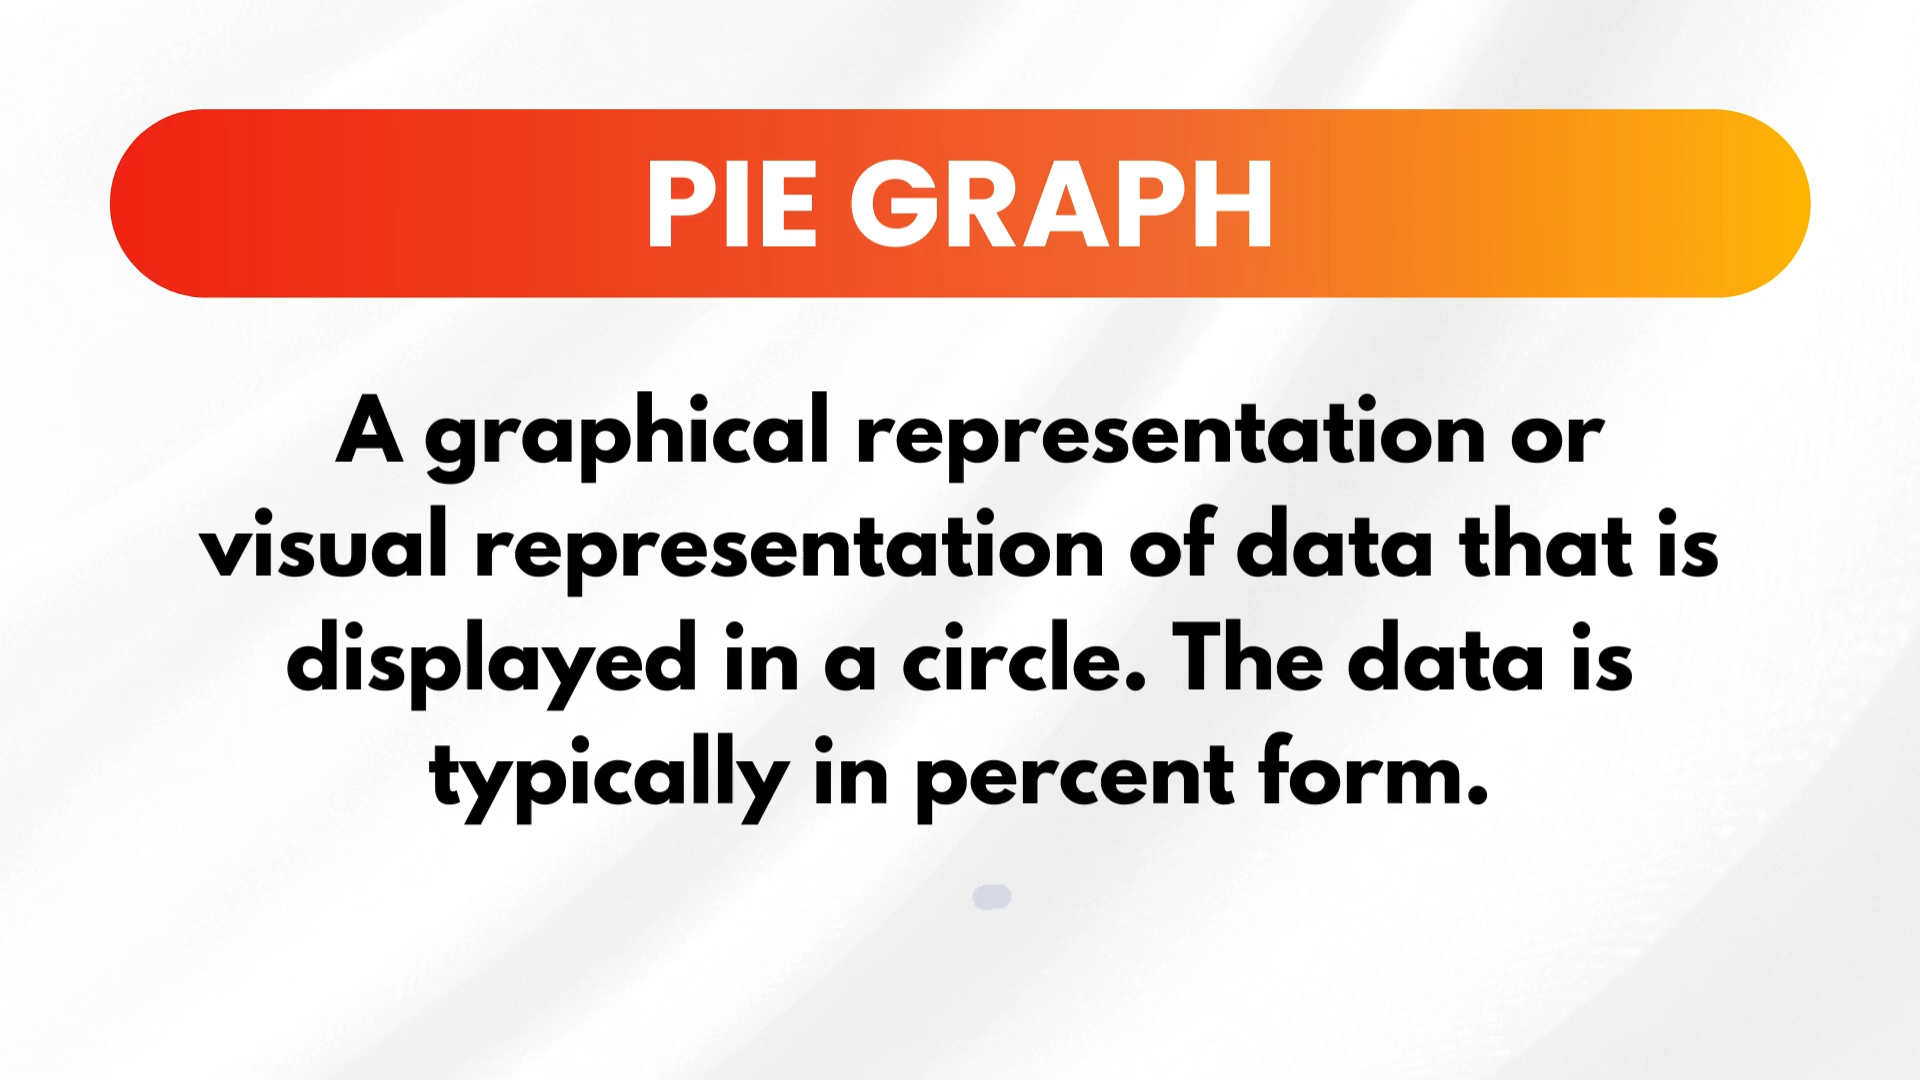 PIE GRAPH
A graphical representation or
visual representation of data that is
displayed in a circle. The data is
typically in percent form.